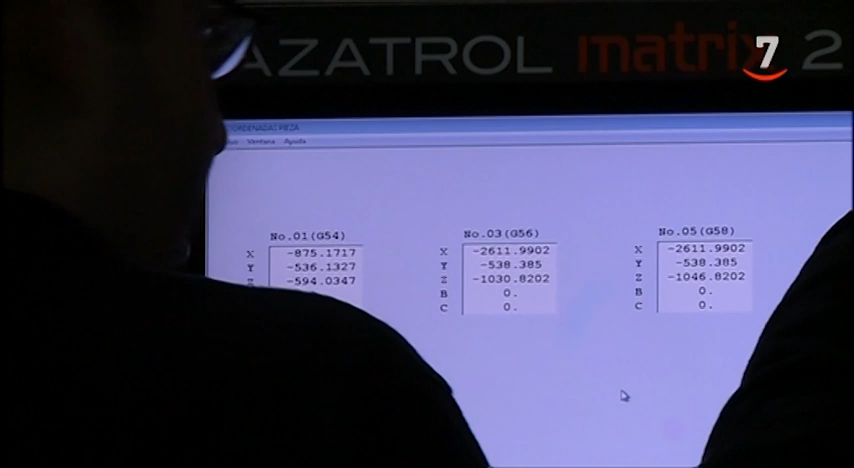 AZATROL matrix 2
7
ORDENADAS PIEZA
Ventana Ayuda
No.01(G54) No.03(G56) No.05(G58)
X -875.1717 X -2611.9902 X -2611.9902
Y -536.1327 Y -538.385 Y -538.385
Z -594.0347 Z -1030.8202 Z -1046.8202
B 0. B 0.
C 0. C 0.